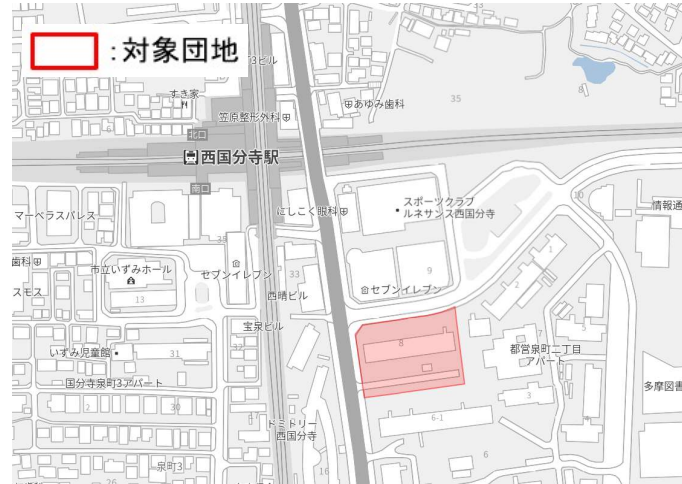 :対象団地
3ビル
33
すき家
笠原整形外科
あゆみ歯科
35
6
8
北口
西国分寺駅
南口
マーベラスパレス
にしこく眼科
スポーツクラブ
ルネサンス西国分寺
10
情報通
35
1
歯科
市立いずみホール
セブンイレブン
33
9
スモス
13
西晴ビル
セブンイレブン
2
宝泉ビル
7
5
いずみ児童館
31
32
8
都営泉町二丁目
アパート
国分寺泉町3アパート
多摩図書
2
30
17
3
4
6-1
ドミトリー
西国分寺
6
泉町3
16
26